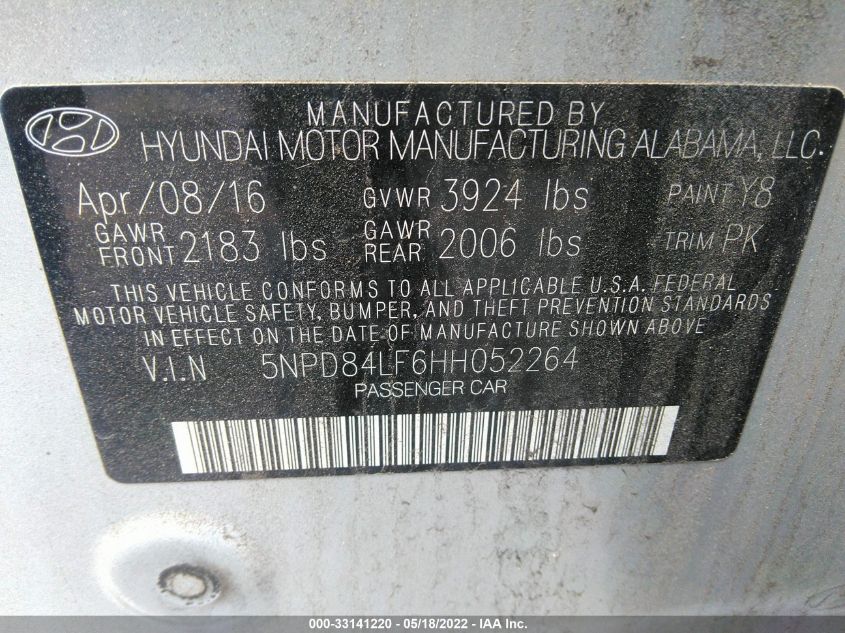 MANUFACTURED BY
HYUNDAI MOTOR MANUFACTURING ALABAMA, LLC.
Apr/08/16 GVWR 3924 lbs PAINT Y8
GAWR FRONT 2183 lbs GAWR REAR 2006 lbs TRIM PK
THIS VEHICLE CONFORMS TO ALL APPLICABLE U.S.A. FEDERAL
MOTOR VEHICLE SAFETY, BUMPER, AND THEFT PREVENTION STANDARDS
IN EFFECT ON THE DATE OF MANUFACTURE SHOWN ABOVE
V.I.N 5NPD84LF6HH052264
PASSENGER CAR
000-33141220 - 05/18/2022 - IAA Inc.